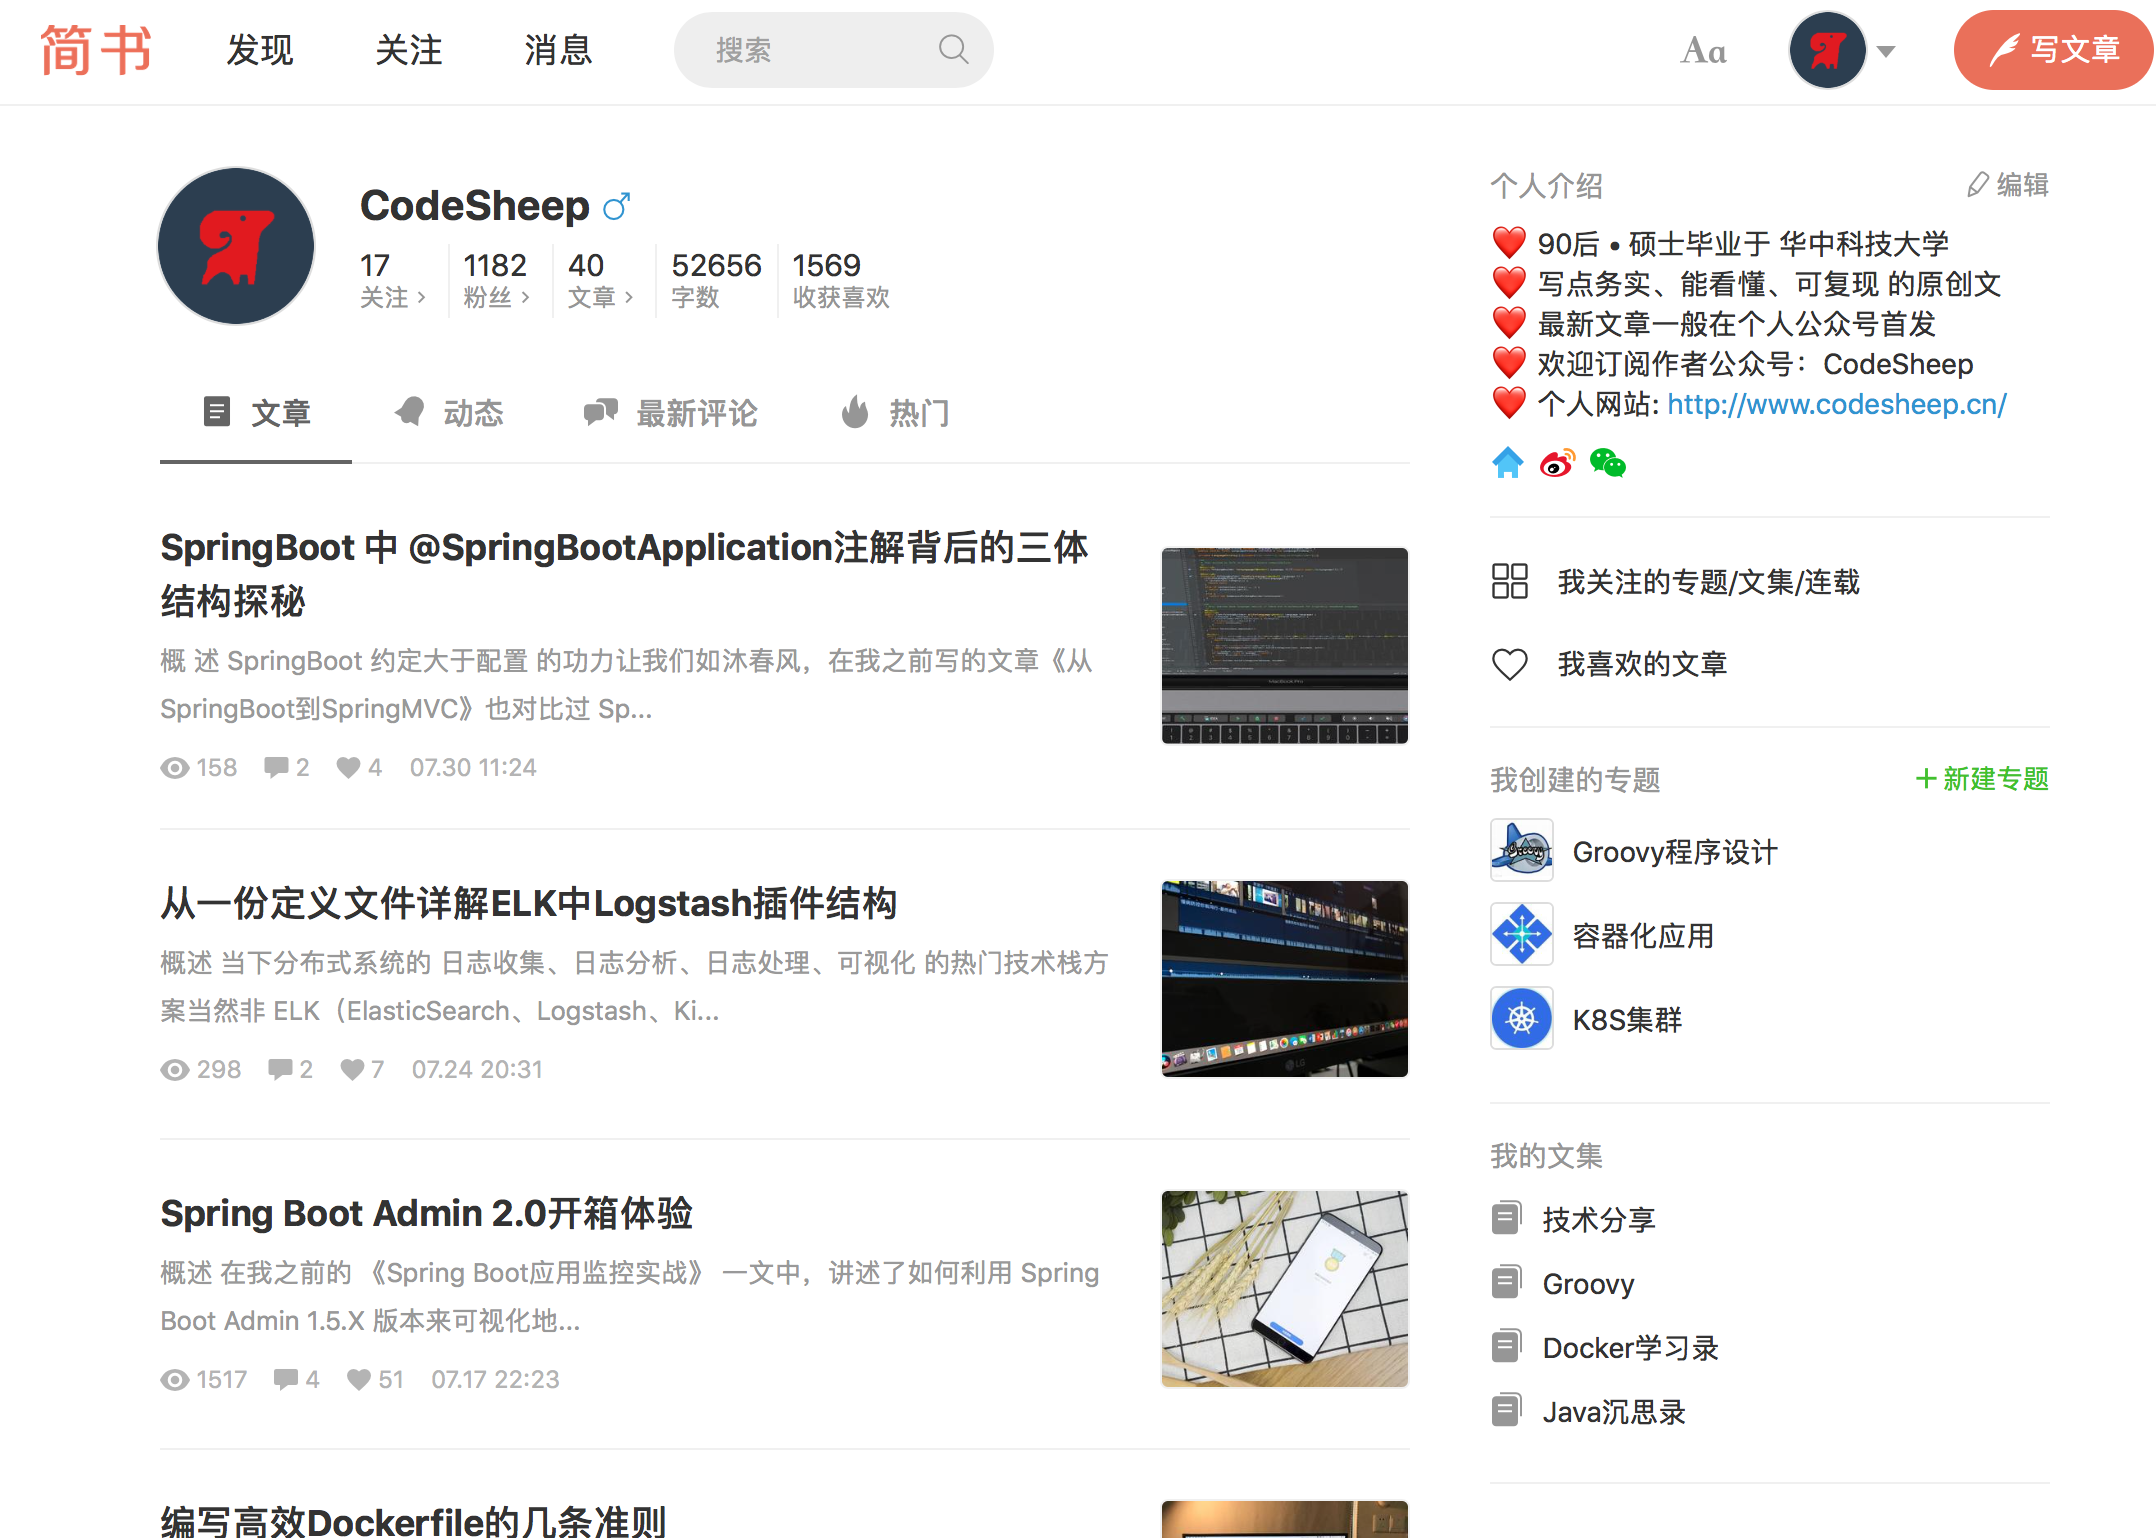 简书
发现
关注
消息
搜索
Aa
写文章
CodeSheep
17
1182
40
52656
1569
关注
粉丝
文章
字数
收获喜欢
文章
动态
最新评论
热门
SpringBoot 中 @SpringBootApplication注解背后的三体
结构探秘
概 述 SpringBoot 约定大于配置 的功力让我们如沐春风，在我之前写的文章《从
SpringBoot到SpringMVC》也对比过 Sp...
158 2 4 07.30 11:24
从一份定义文件详解ELK中Logstash插件结构
概述 当下分布式系统的 日志收集、日志分析、日志处理、可视化 的热门技术栈方
案当然非 ELK（ElasticSearch、Logstash、Ki...
298 2 7 07.24 20:31
Spring Boot Admin 2.0开箱体验
概述 在我之前的 《Spring Boot应用监控实战》 一文中，讲述了如何利用 Spring
Boot Admin 1.5.X 版本来可视化地...
1517 4 51 07.17 22:23
编写高效Dockerfile的几条准则
个人介绍
编辑
90后 • 硕士毕业于 华中科技大学
写点务实、能看懂、可复现 的原创文
最新文章一般在个人公众号首发
欢迎订阅作者公众号：CodeSheep
个人网站: http://www.codesheep.cn/
我关注的专题/文集/连载
我喜欢的文章
我创建的专题
+ 新建专题
Groovy程序设计
容器化应用
K8S集群
我的文集
技术分享
Groovy
Docker学习录
Java沉思录